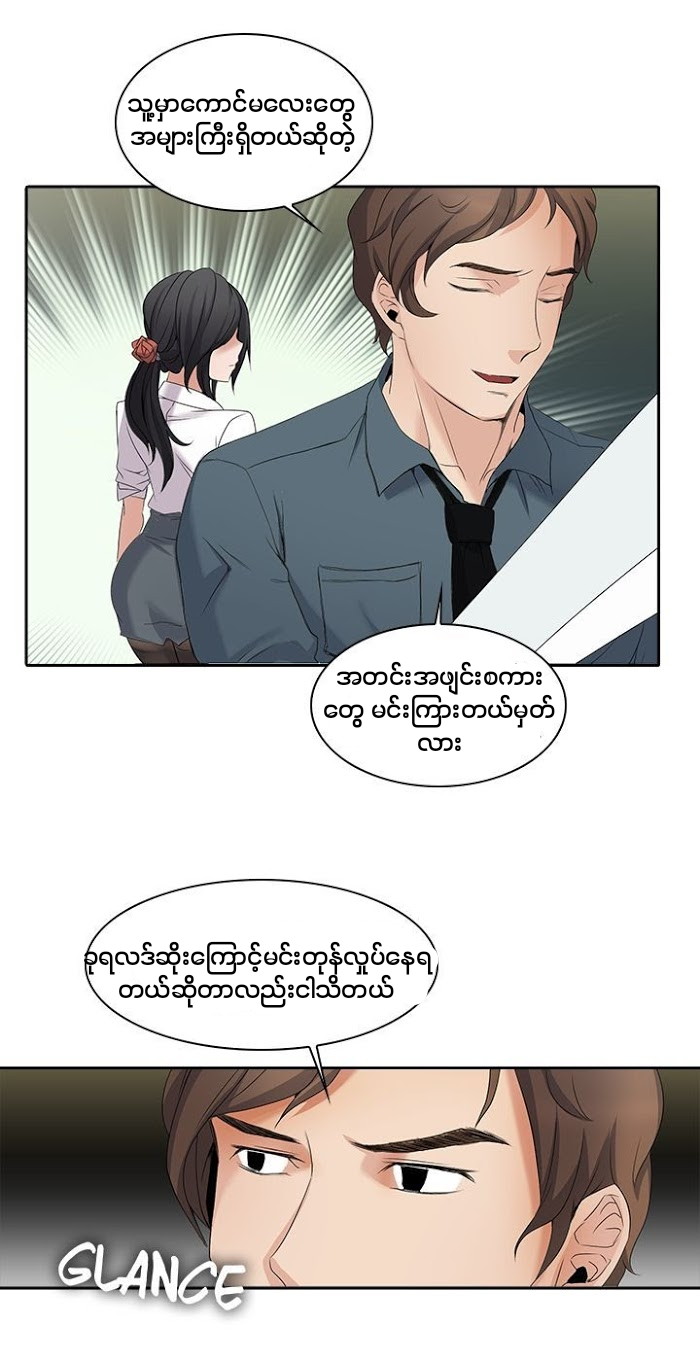 သူ့မှာကောင်မလေးတွေ
အများကြီးရှိတယ်ဆိုတဲ့
အတင်းအဖျင်းစကား
တွေ မင်းကြားတယ်မှတ်
လား
ခုရလဒ်ဆိုးကြောင့်မင်းတုန်လှုပ်နေရ
တယ်ဆိုတာလည်းငါသိတယ်
GLANCE